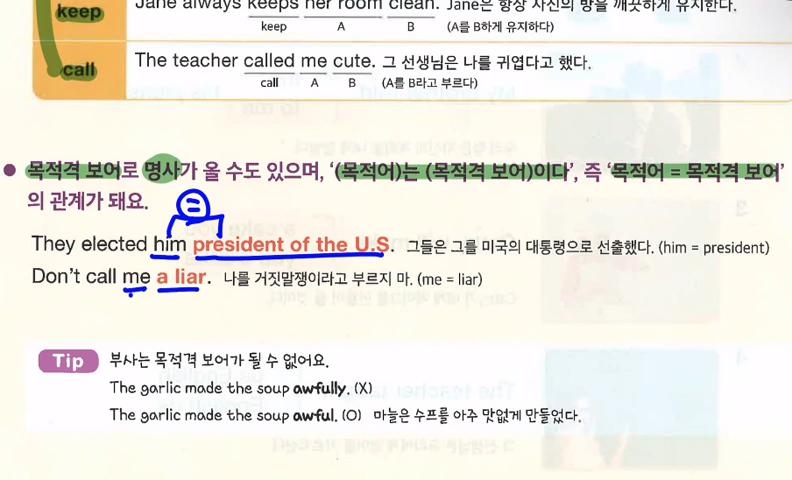 keep
Jane always keeps her room clean. Jane은 항상 자신의 방을 깨끗하게 유지한다.
keep A B (A를 B하게 유지하다)
call
The teacher called me cute. 그 선생님은 나를 귀엽다고 했다.
call A B (A를 B라고 부르다)
● 목적격 보어로 명사가 올 수도 있으며, ‘(목적어)는 (목적격 보어)이다’, 즉 ‘목적어 = 목적격 보어’
의 관계가 돼요.
=
They elected him president of the U.S. 그들은 그를 미국의 대통령으로 선출했다. (him = president)
Don't call me a liar. 나를 거짓말쟁이라고 부르지 마. (me = liar)
Tip 부사는 목적격 보어가 될 수 없어요.
The garlic made the soup awfully. (X)
The garlic made the soup awful. (O) 마늘은 수프를 아주 맛없게 만들었다.